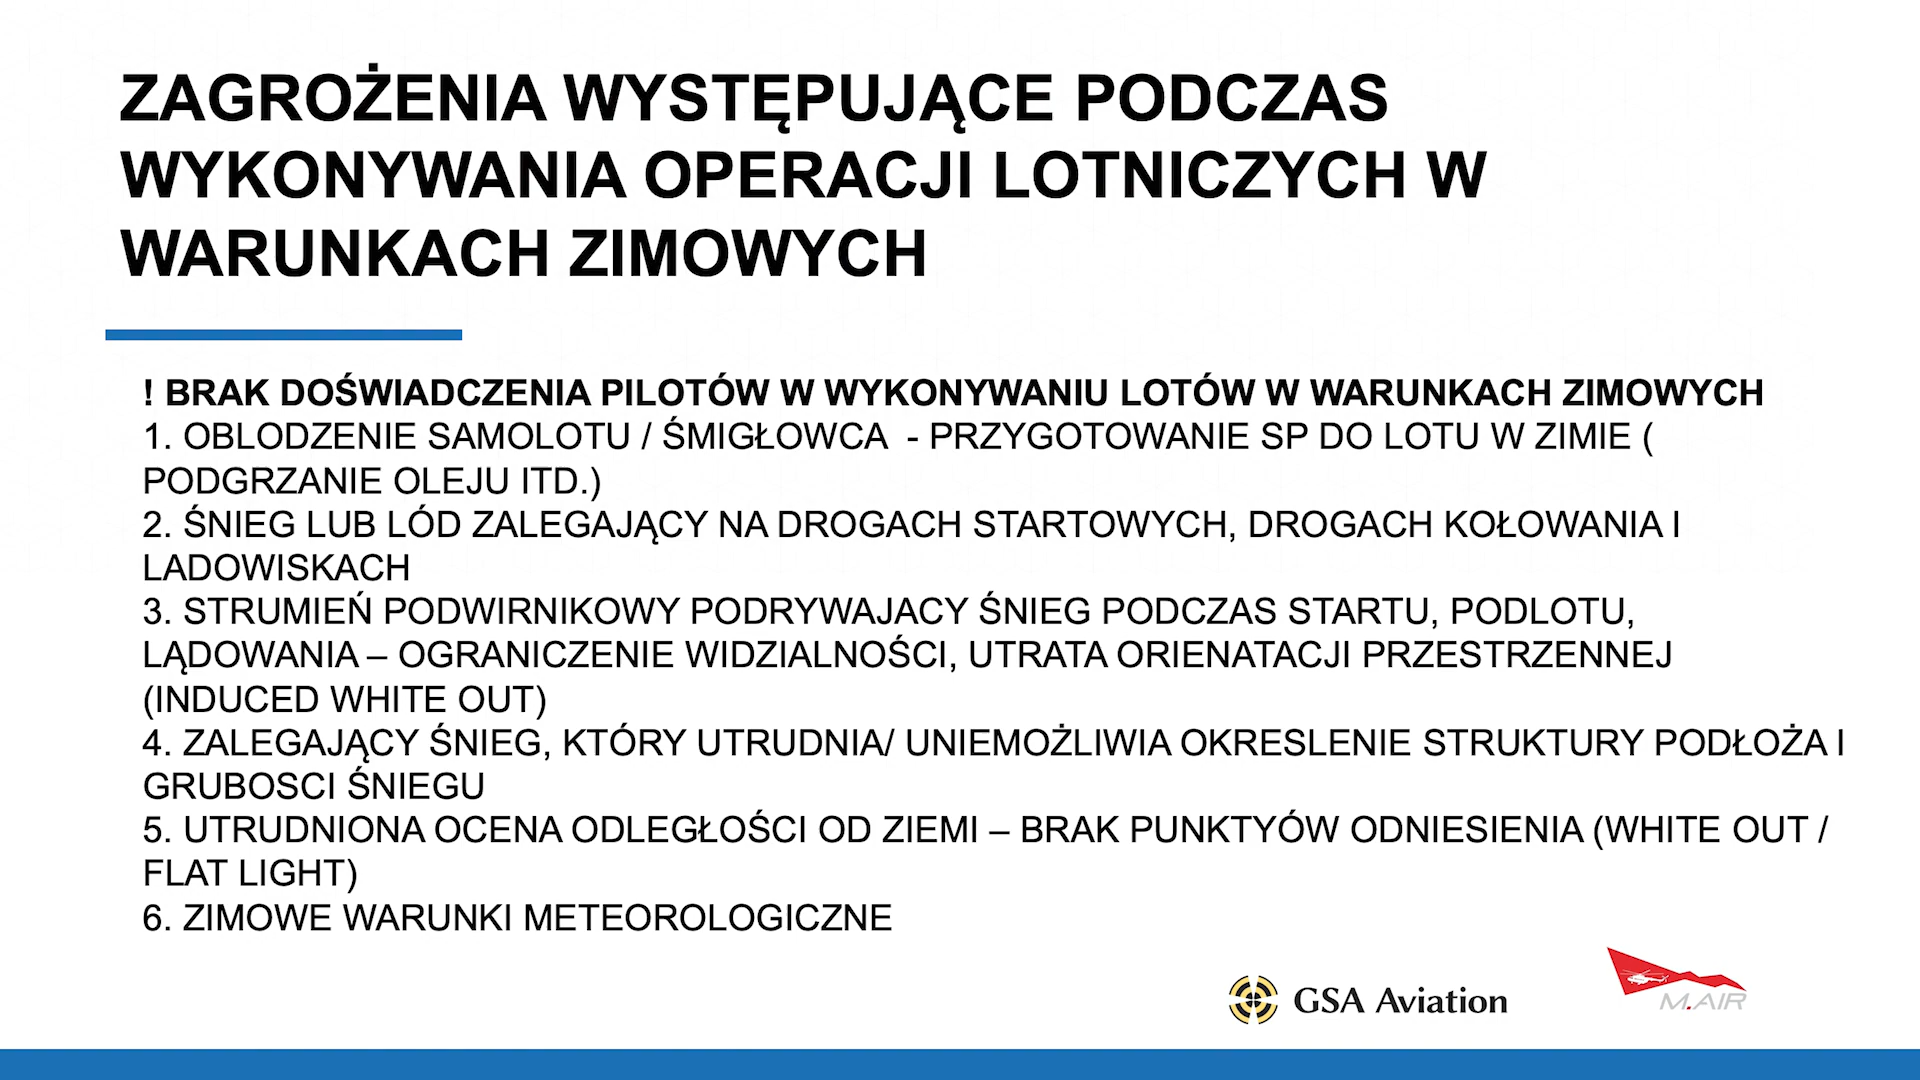 ZAGROŻENIA WYSTĘPUJĄCE PODCZAS
WYKONYWANIA OPERACJI LOTNICZYCH W
WARUNKACH ZIMOWYCH
! BRAK DOŚWIADCZENIA PILOTÓW W WYKONYWANIU LOTÓW W WARUNKACH ZIMOWYCH
1. OBLODZENIE SAMOLOTU / ŚMIGŁOWCA - PRZYGOTOWANIE SP DO LOTU W ZIMIE (
PODGRZANIE OLEJU ITD.)
2. ŚNIEG LUB LÓD ZALEGAJĄCY NA DROGACH STARTOWYCH, DROGACH KOŁOWANIA I
LADOWISKACH
3. STRUMIEŃ PODWIRNIKOWY PODRYWAJACY ŚNIEG PODCZAS STARTU, PODLOTU,
LĄDOWANIA – OGRANICZENIE WIDZIALNOŚCI, UTRATA ORIENATACJI PRZESTRZENNEJ
(INDUCED WHITE OUT)
4. ZALEGAJĄCY ŚNIEG, KTÓRY UTRUDNIA/ UNIEMOŻLIWIA OKRESLENIE STRUKTURY PODŁOŻA I
GRUBOSCI ŚNIEGU
5. UTRUDNIONA OCENA ODLEGŁOŚCI OD ZIEMI – BRAK PUNKTYÓW ODNIESIENIA (WHITE OUT /
FLAT LIGHT)
6. ZIMOWE WARUNKI METEOROLOGICZNE
GSA Aviation
M.AIR